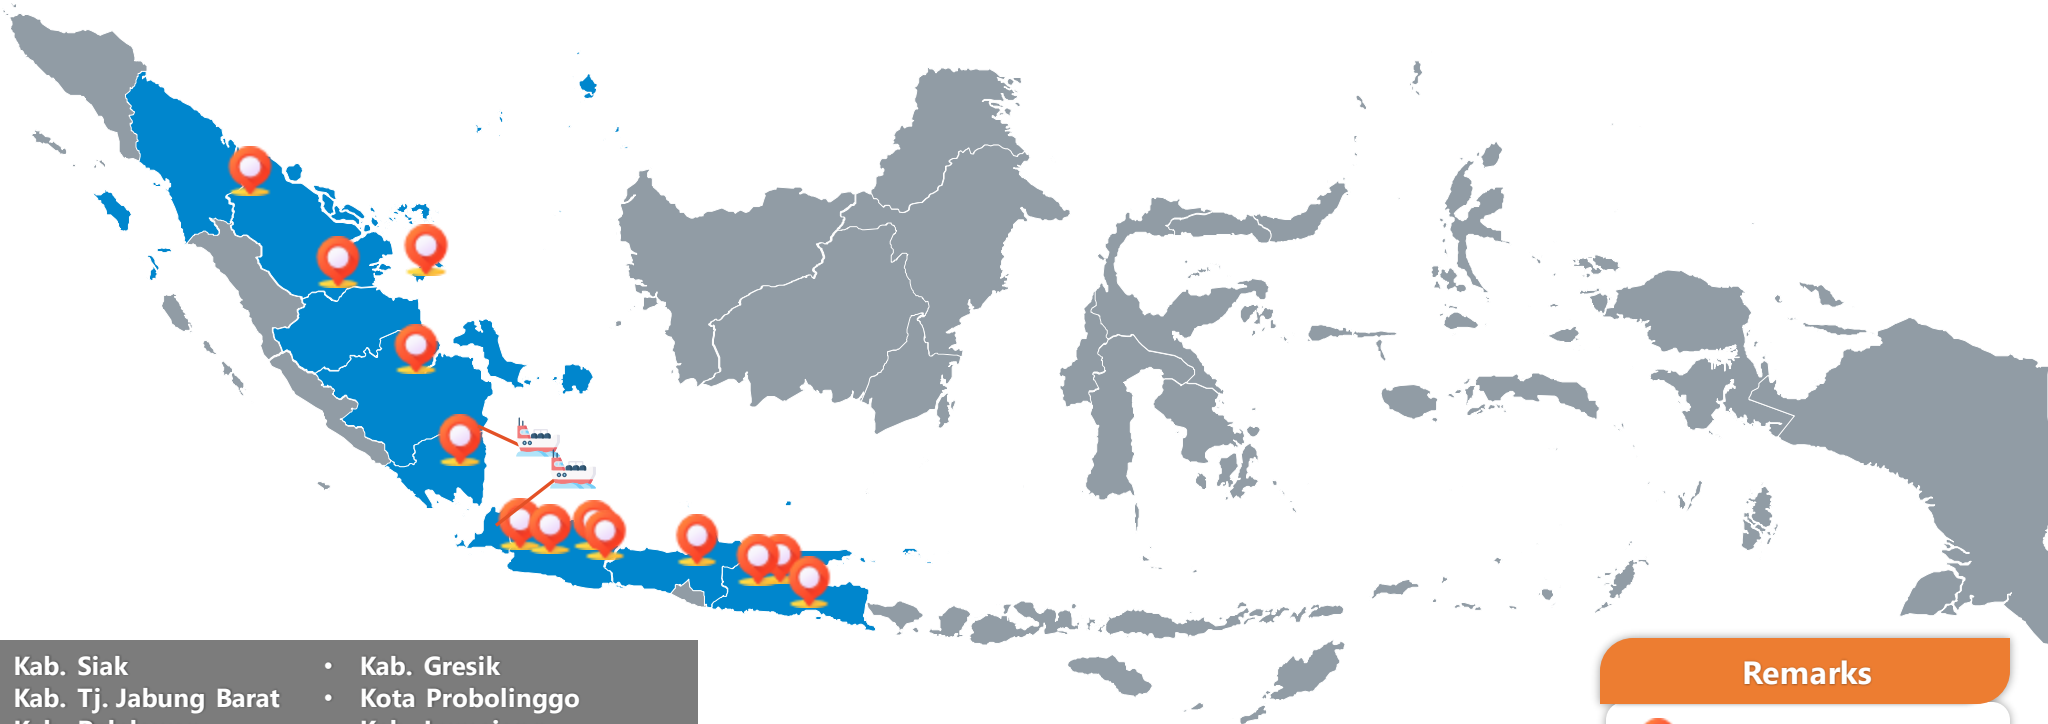 Kab. Siak
Kab. Tj. Jabung Barat
• Kab. Gresik
• Kota Probolinggo
Remarks